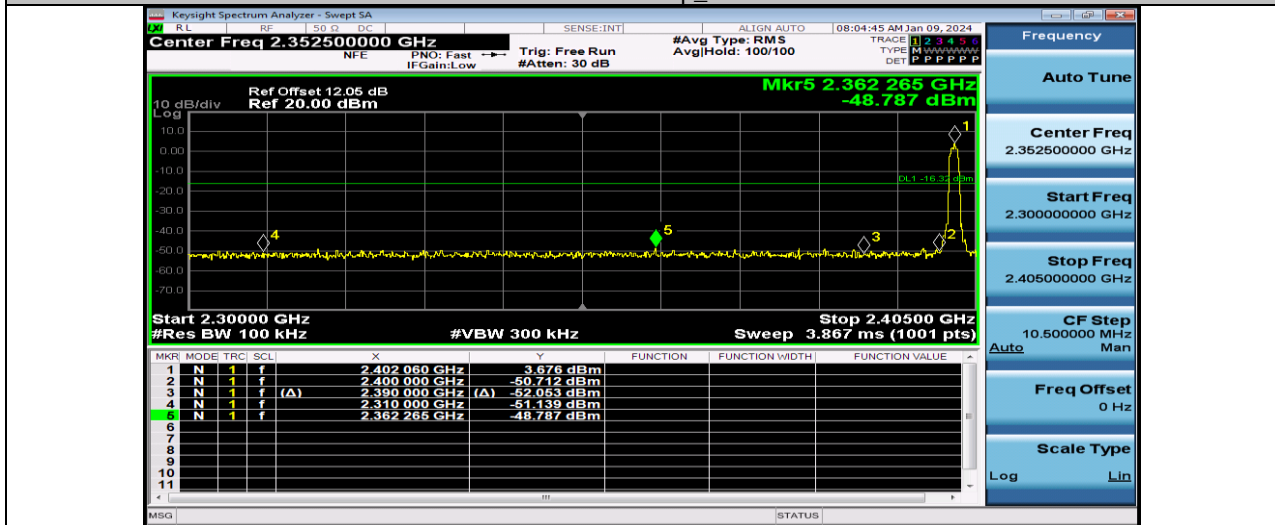 Keysight Spectrum Analyzer - Swept SA
LXI RL RF 50 Ω DC SENSE:INT ALIGN AUTO 08:04:45 AM Jan 09, 2024
Center Freq 2.352500000 GHz
NFE PNO: Fast Trig: Free Run #Avg Type: RMS TRACE 1 2 3 4 5 6
IFGain:Low #Atten: 30 dB Avg|Hold: 100/100 TYPE M W W W W W
DET P P P P P P
Mkr5 2.362 265 GHz
-48.787 dBm
Ref Offset 12.05 dB
10 dB/div Ref 20.00 dBm
Log
10.0
0.00
-10.0
-20.0
-30.0
-40.0
-50.0
-60.0
-70.0
DL1 -16.32 dBm
1
2
3
4
5
Start 2.30000 GHz Stop 2.40500 GHz
#Res BW 100 kHz #VBW 300 kHz Sweep 3.867 ms (1001 pts)
MKR MODE TRC SCL X Y FUNCTION FUNCTION WIDTH FUNCTION VALUE
1 N 1 f 2.402 060 GHz 3.676 dBm
2 N 1 f 2.400 000 GHz -50.712 dBm
3 N 1 f (Δ) 2.390 000 GHz (Δ) -52.053 dBm
4 N 1 f 2.310 000 GHz -51.139 dBm
5 N 1 f 2.362 265 GHz -48.787 dBm
6
7
8
9
10
11
MSG STATUS
Frequency
Auto Tune
Center Freq
2.352500000 GHz
Start Freq
2.300000000 GHz
Stop Freq
2.405000000 GHz
CF Step
10.500000 MHz
Auto Man
Freq Offset
0 Hz
Scale Type
Log Lin